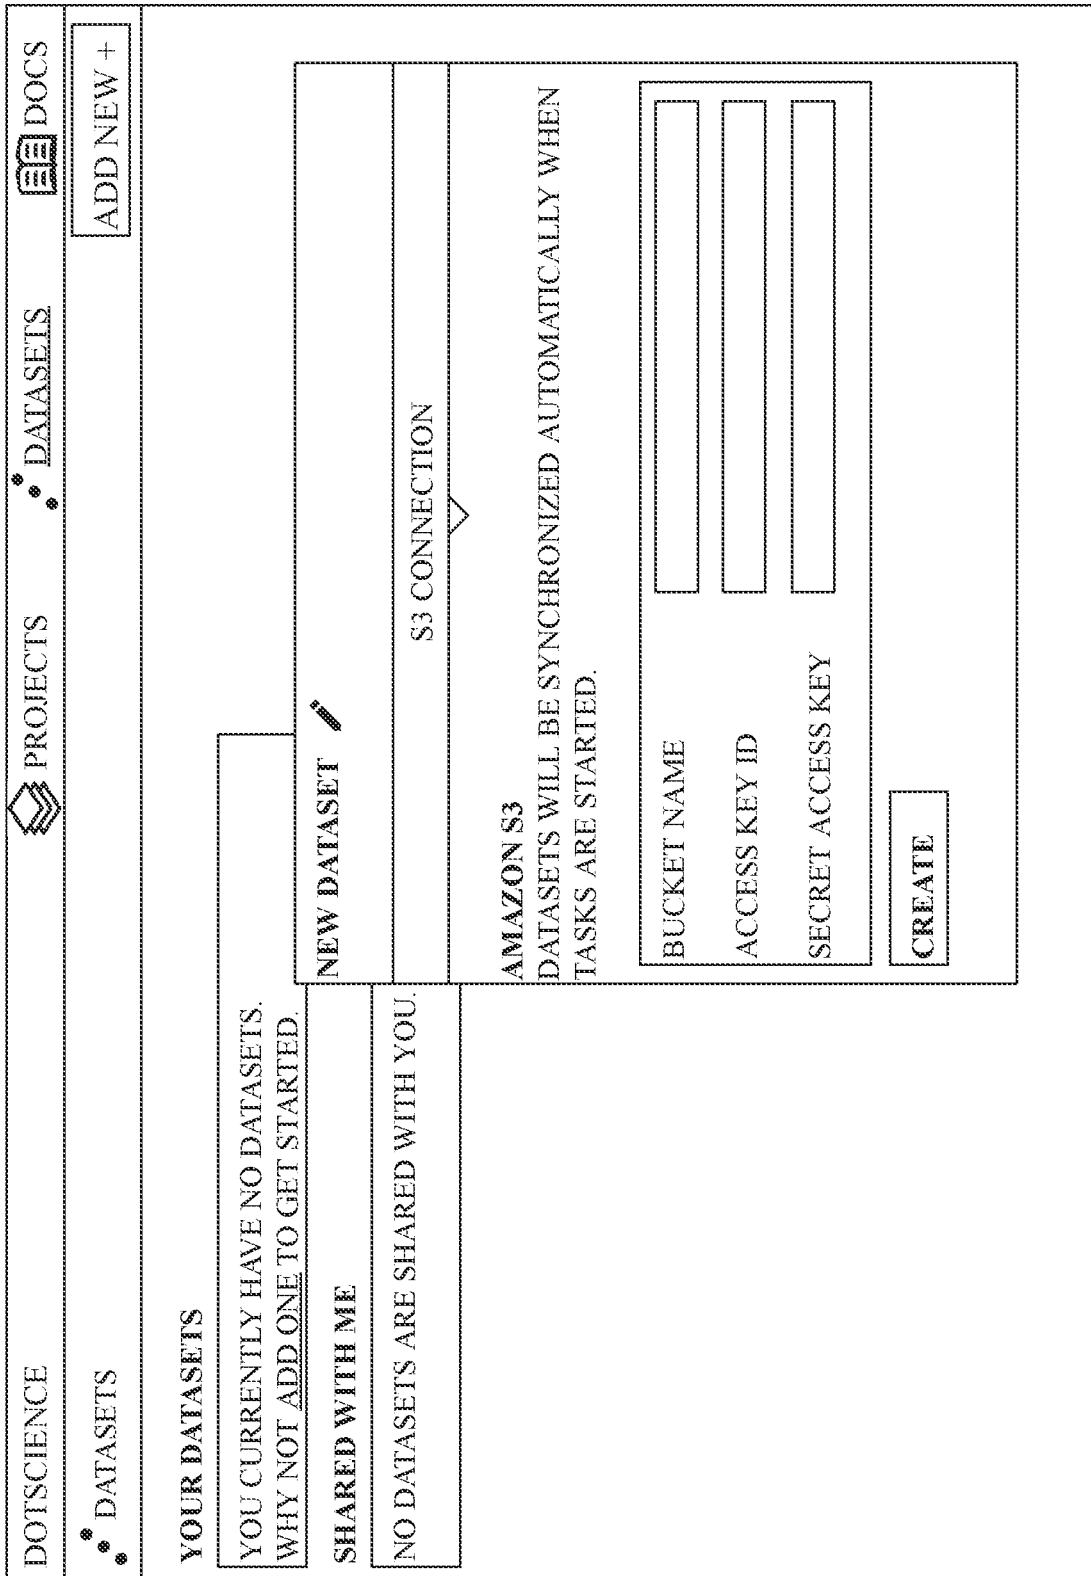 DOTSCIENCE PROJECTS DATASETS DOCS
DATASETS ADD NEW +
YOUR DATASETS
YOU CURRENTLY HAVE NO DATASETS.
WHY NOT ADD ONE TO GET STARTED.
SHARED WITH ME
NO DATASETS ARE SHARED WITH YOU.
NEW DATASET
S3 CONNECTION
AMAZON S3
DATASETS WILL BE SYNCHRONIZED AUTOMATICALLY WHEN
TASKS ARE STARTED.
BUCKET NAME
ACCESS KEY ID
SECRET ACCESS KEY
CREATE